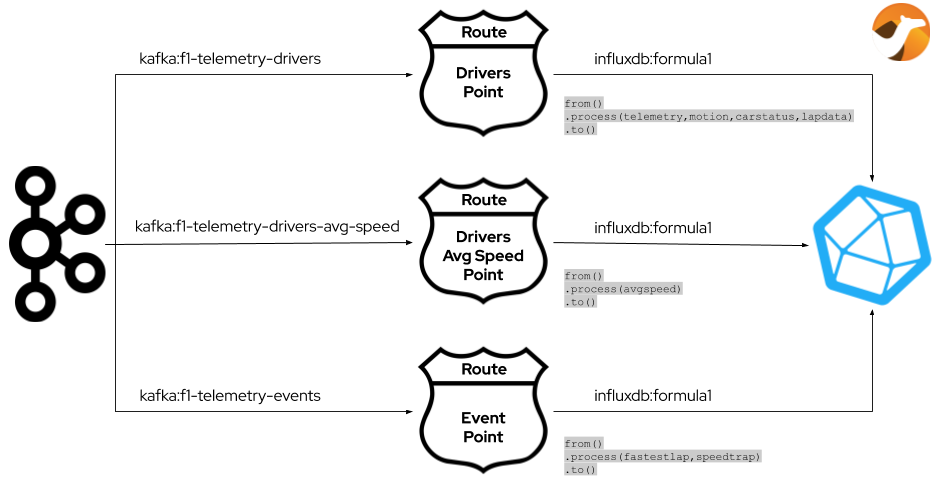 Route
kafka:f1-telemetry-drivers
influxdb:formula1
Drivers
Point
from()
.process(telemetry,motion,carstatus,lapdata)
.to()
Route
kafka:f1-telemetry-drivers-avg-speed
influxdb:formula1
Drivers
Avg Speed
Point
from()
.process(avgspeed)
.to()
Route
kafka:f1-telemetry-events
influxdb:formula1
Event
Point
from()
.process(fastestlap,speedtrap)
.to()